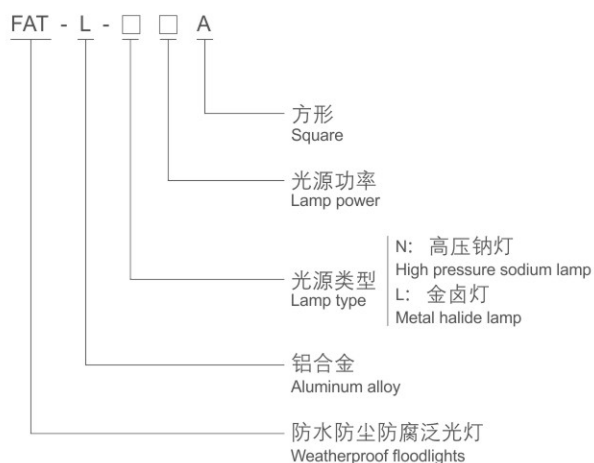 FAT - L - □ □ A
方形
Square
光源功率
Lamp power
N: 高压钠灯
High pressure sodium lamp
光源类型
Lamp type
L: 金卤灯
Metal halide lamp
铝合金
Aluminum alloy
防水防尘防腐泛光灯
Weatherproof floodlights